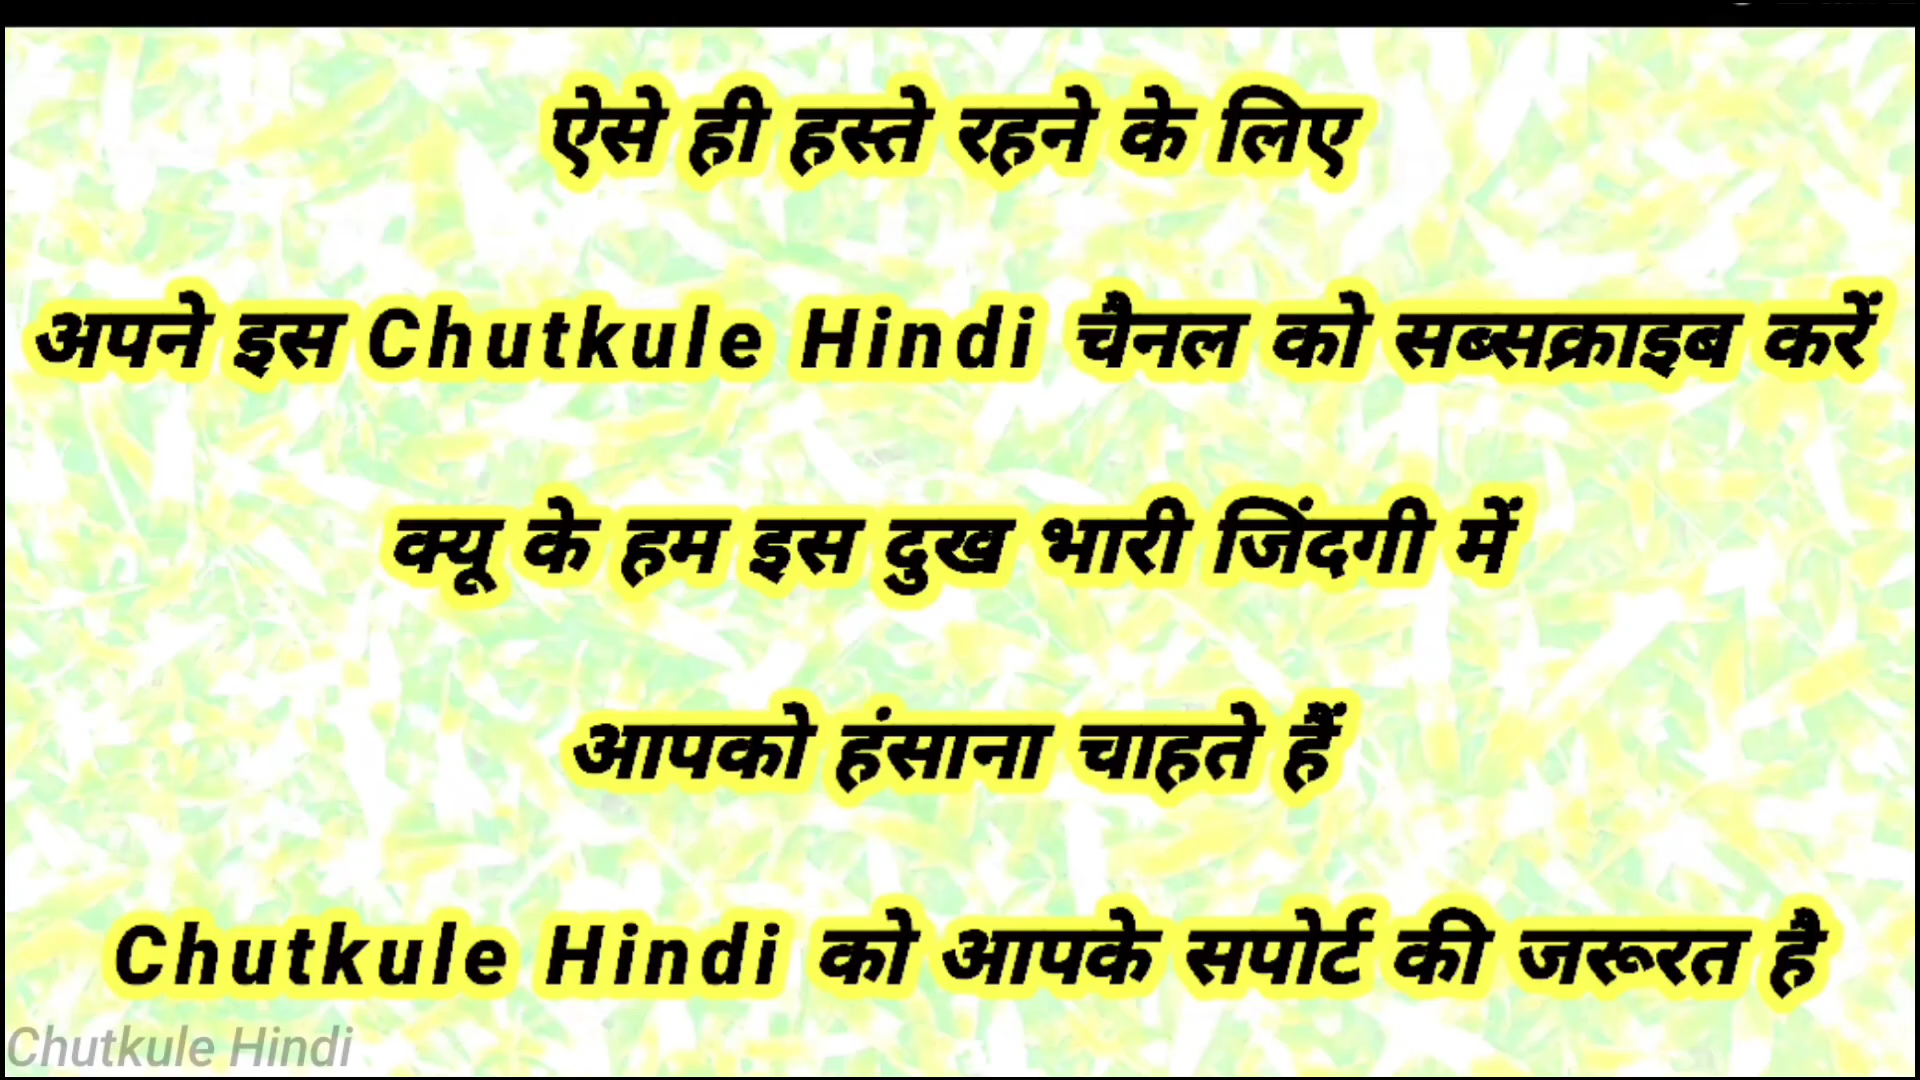 ऐसे ही हस्ते रहने के लिए
अपने इस Chutkule Hindi चैनल को सब्सक्राइब करें
क्यू के हम इस दुख भारी जिंदगी में
आपको हंसाना चाहते हैं
Chutkule Hindi को आपके सपोर्ट की जरूरत है
Chutkule Hindi